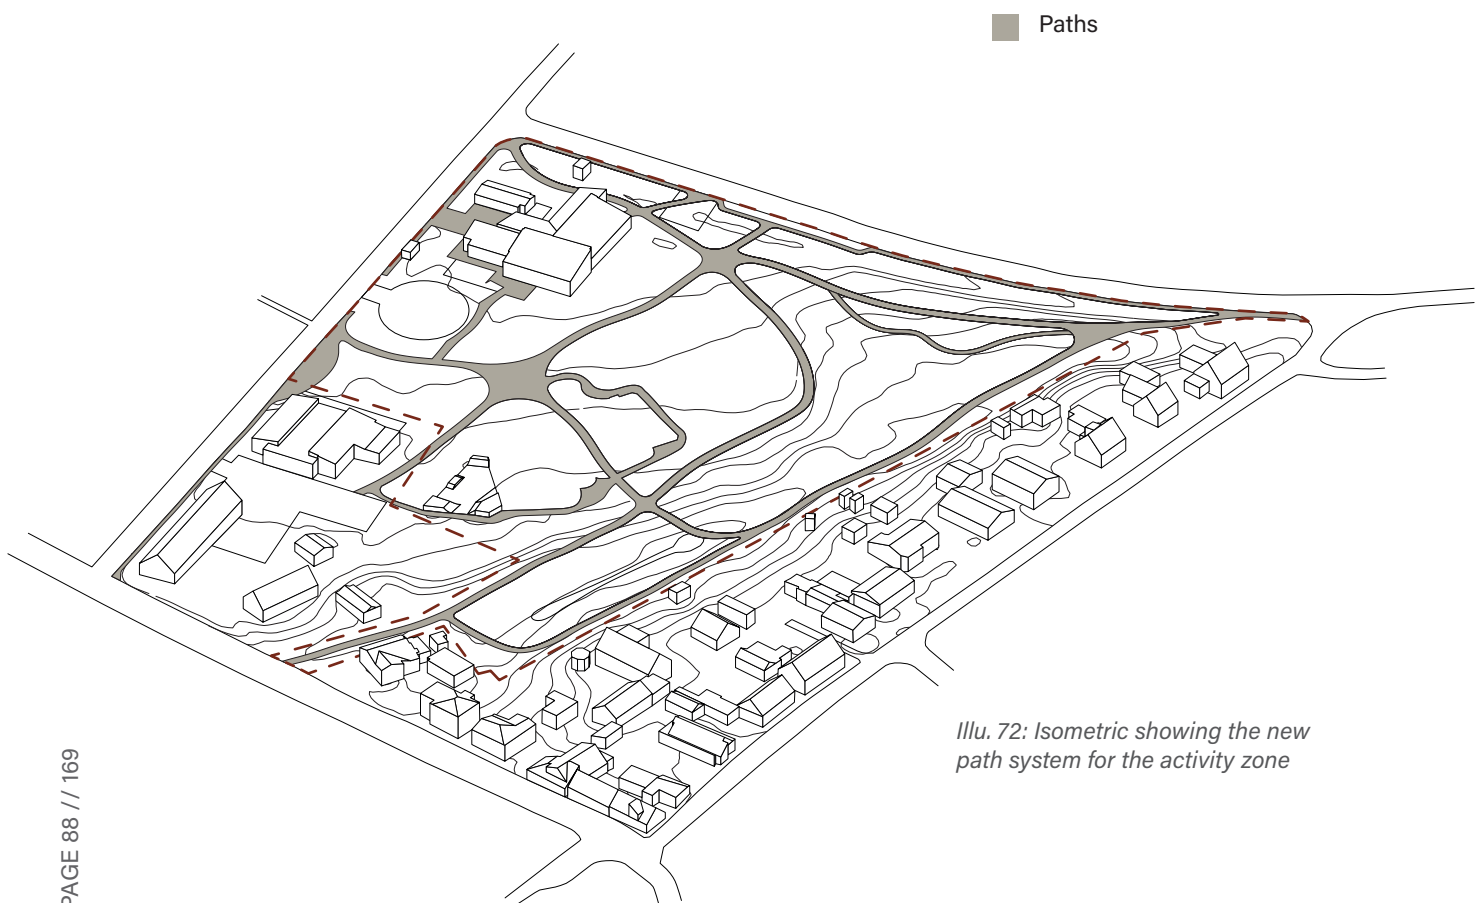 Paths
Illu. 72: Isometric showing the new
path system for the activity zone
PAGE 88 // 169